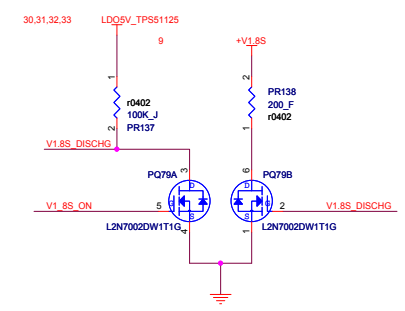 30,31,32,33 LDO5V_TPS51125
9 +V1.8S
1 2
r0402 PR138
100K_J 200_F
PR137 r0402
2 1
V1.8S_DISCHG
PQ79A 3 6 PQ79B
D D
V1_8S_ON 5 G G 2 V1.8S_DISCHG
S S
L2N7002DW1T1G 4 1 L2N7002DW1T1G